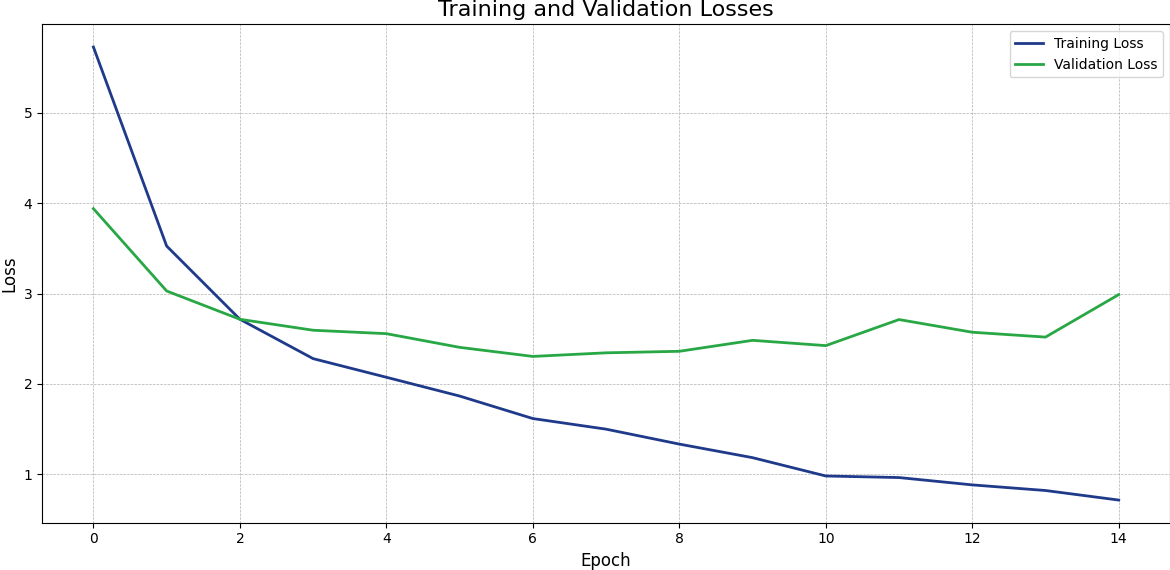 Training and Validation Losses
Training Loss
Validation Loss
Loss
5
4
3
2
1
0 2 4 6 8 10 12 14
Epoch